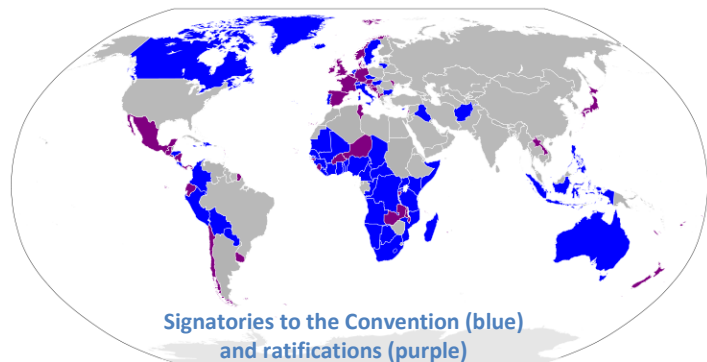 Signatories to the Convention (blue)
and ratifications (purple)